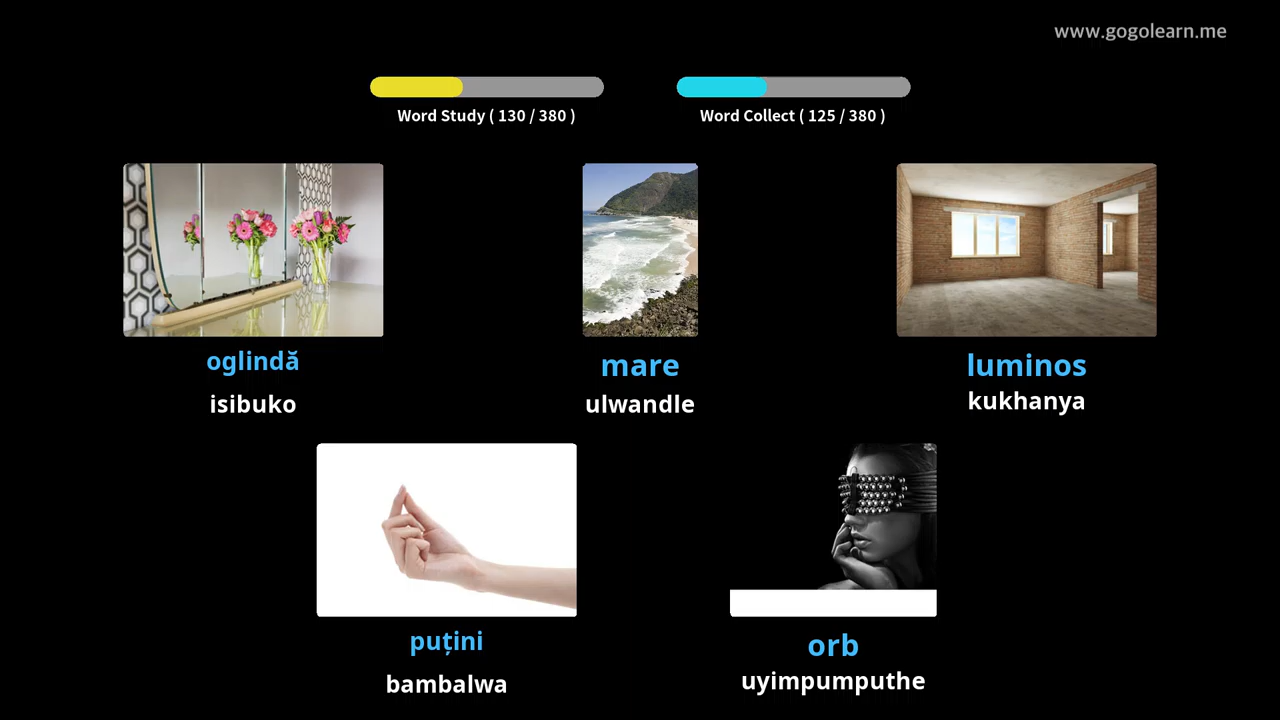 www.gogolearn.me
Word Study ( 130 / 380 )
Word Collect ( 125 / 380 )
oglindă
isibuko
mare
ulwandle
luminos
kukhanya
puțini
bambalwa
orb
uyimpumputhe